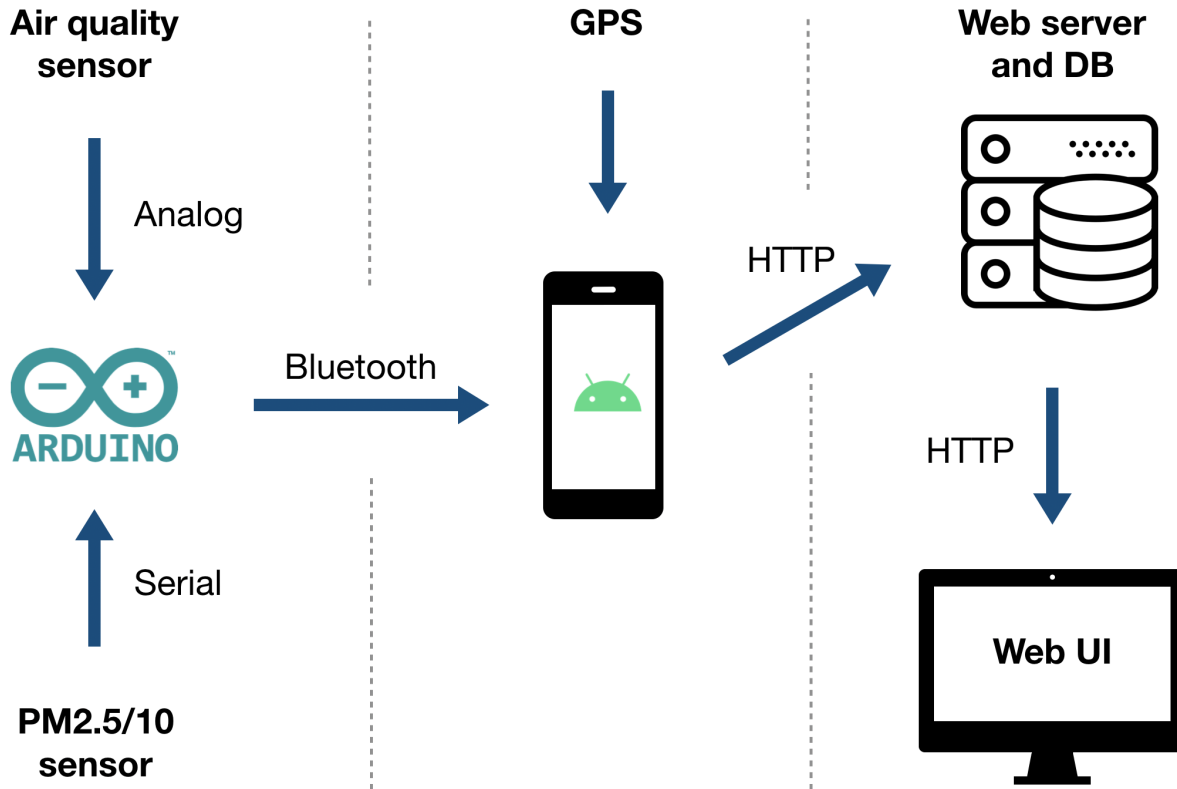 Air quality
sensor
Analog
ARDUINO
TM
Serial
PM2.5/10
sensor
Bluetooth
GPS
HTTP
Web server
and DB
HTTP
Web UI